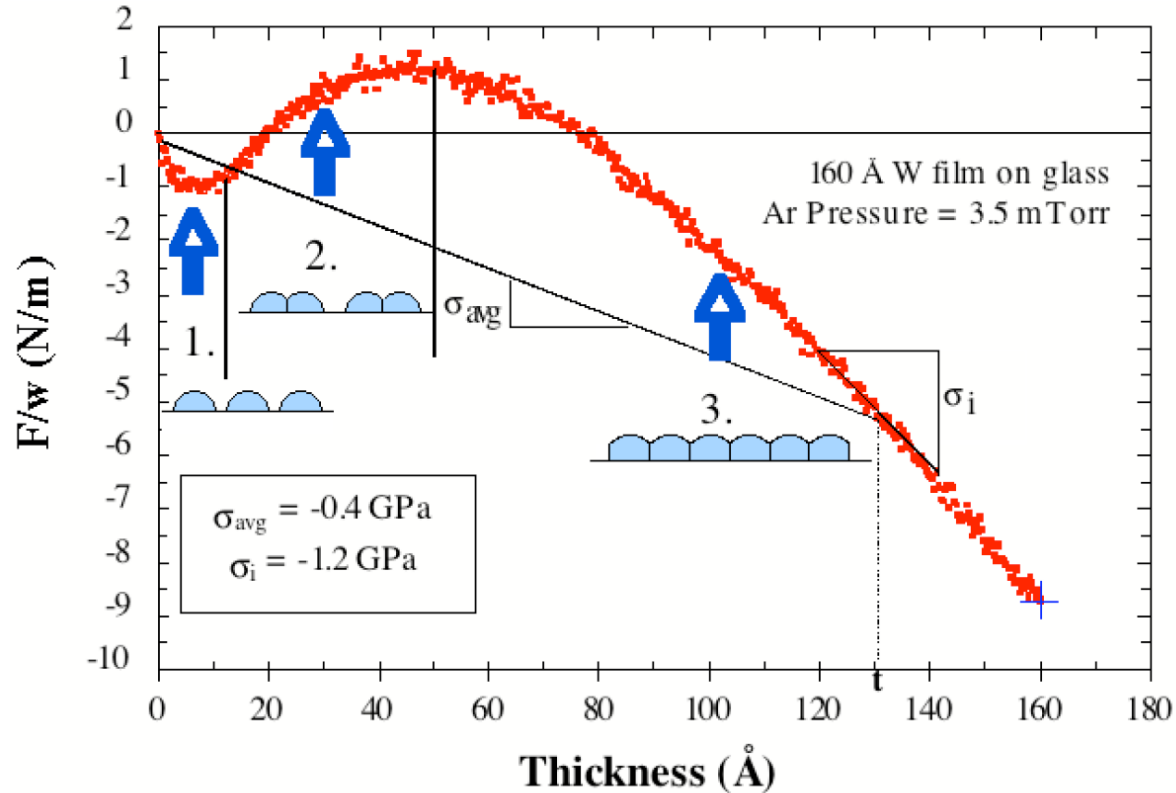 2
1
0
-1
-2
-3
-4
-5
-6
-7
-8
-9
-10
F/w (N/m)
160 Å W film on glass
Ar Pressure = 3.5 mTorr
1.
2.
3.
σavg
σi
σavg = -0.4 GPa
σi = -1.2 GPa
t
0 20 40 60 80 100 120 140 160 180
Thickness (Å)